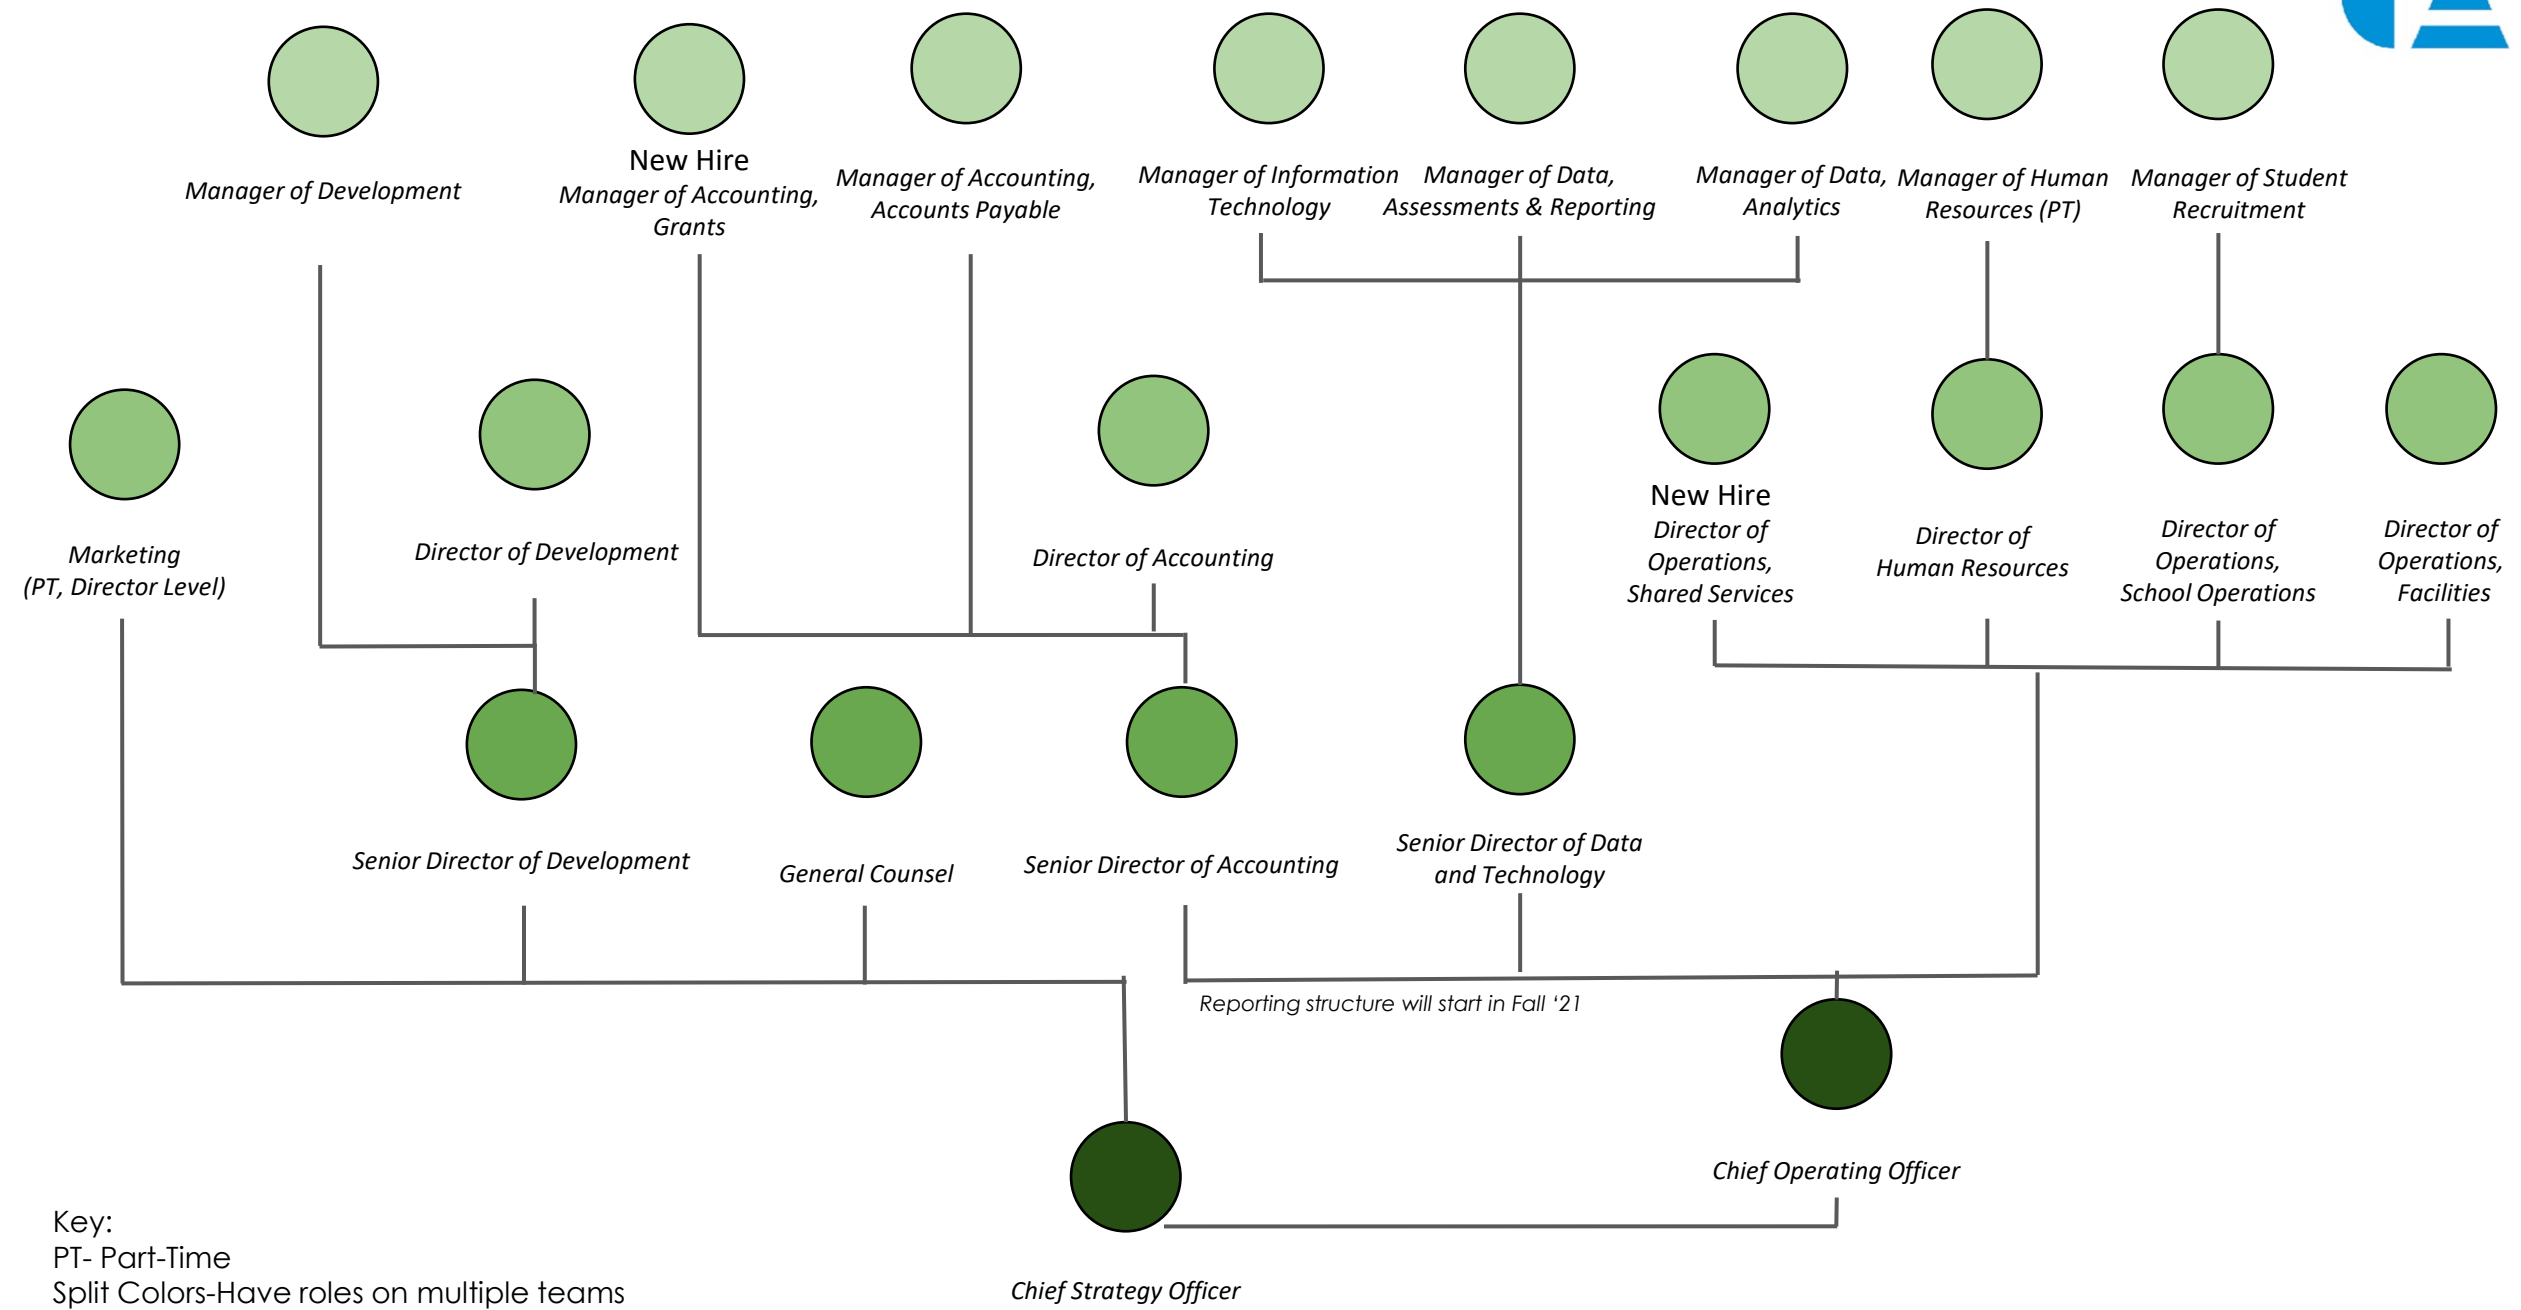 Manager of Development
New Hire
Manager of Accounting,
Grants
Manager of Accounting,
Accounts Payable
Manager of Information
Technology
Manager of Data,
Assessments & Reporting
Manager of Data,
Analytics
Manager of Human
Resources (PT)
Manager of Student
Recruitment
Marketing
(PT, Director Level)
Director of Development
Director of Accounting
New Hire
Director of
Operations,
Shared Services
Director of
Human Resources
Director of
Operations,
School Operations
Director of
Operations,
Facilities
Senior Director of Development
General Counsel
Senior Director of Accounting
Senior Director of Data
and Technology
Reporting structure will start in Fall ‘21
Chief Operating Officer
Chief Strategy Officer
Key:
PT- Part-Time
Split Colors-Have roles on multiple teams